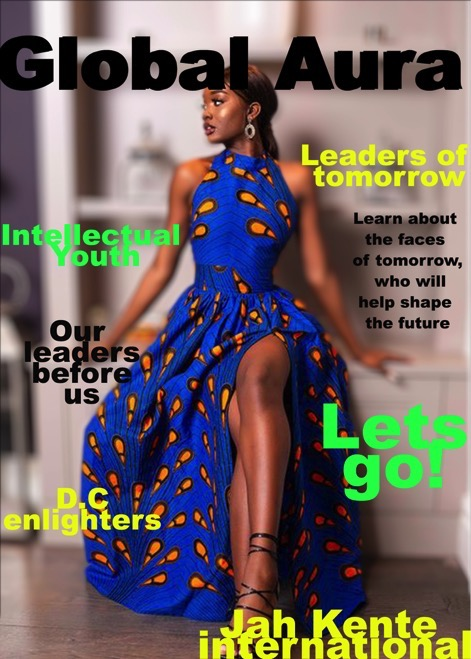 Global Aura
Leaders of
tomorrow
Learn about
the faces
of tomorrow,
who will
help shape
the future
Intellectual
Youth
Our
leaders
before
us
Lets
go!
D.C
enlighters
Jah Kente
international